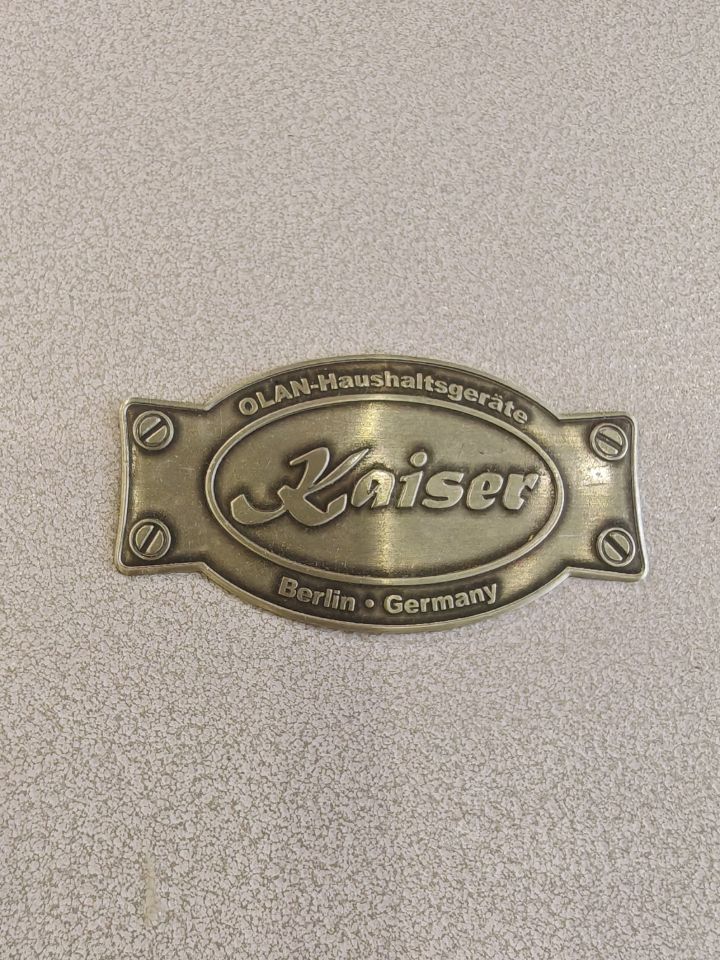 OLAN-Haushaltsgeräte
Kaiser
Berlin • Germany